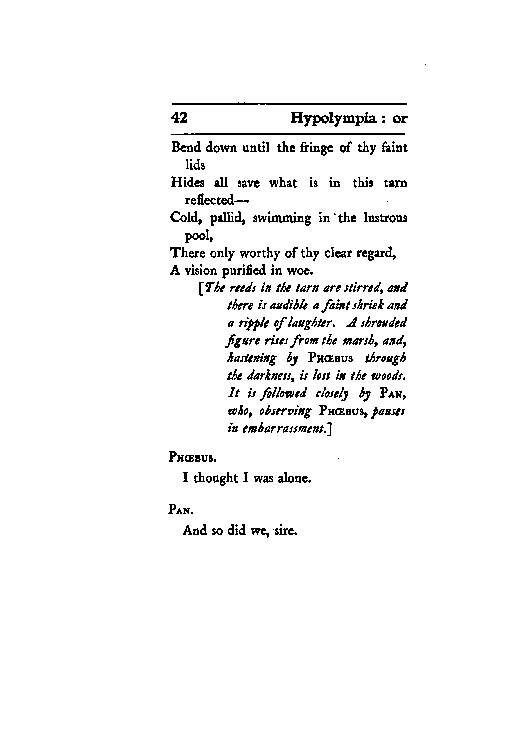 42 Hypolympia : or
Bend down until the fringe of thy faint
lids
Hides all save what is in this tarn
reflected—
Cold, pallid, swimming in the lustrous
pool,
There only worthy of thy clear regard,
A vision purified in woe.
[The reeds in the tarn are stirred, and
there is audible a faint shriek and
a ripple of laughter. A shrouded
figure rises from the marsh, and,
hastening by PHŒBUS through
the darkness, is lost in the woods.
It is followed closely by PAN,
who, observing PHŒBUS, pauses
in embarrassment.]
PHŒBUS.
I thought I was alone.
PAN.
And so did we, sire.